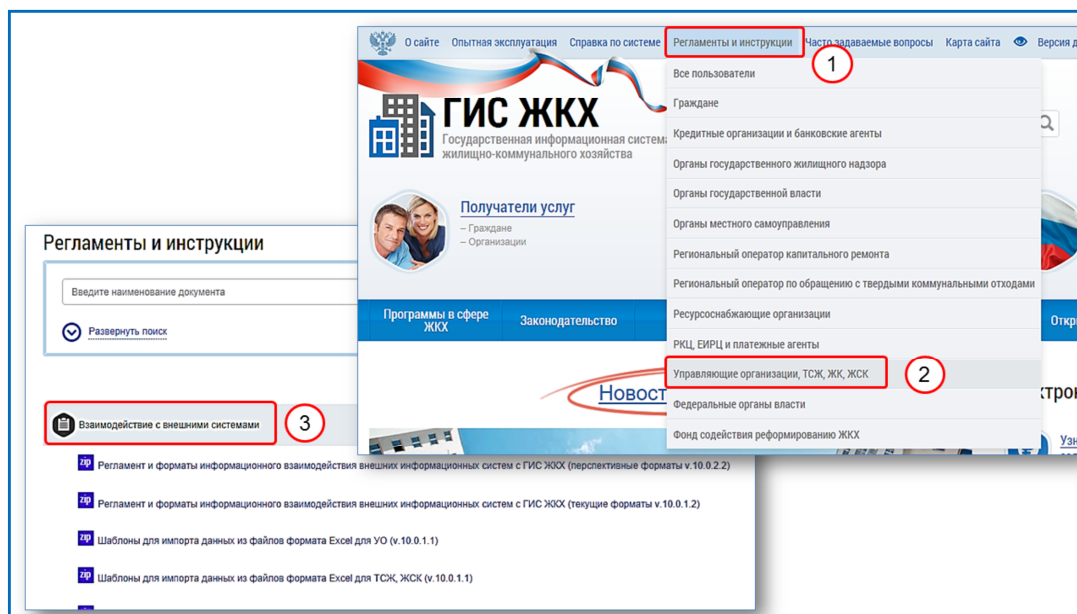 О сайте Опытная эксплуатация Справка по системе Регламенты и инструкции Часто задаваемые вопросы Карта сайта Версия д
1
Все пользователи
Граждане
Кредитные организации и банковские агенты
Органы государственного жилищного надзора
Органы государственной власти
Органы местного самоуправления
Региональный оператор капитального ремонта
Региональный оператор по обращению с твердыми коммунальными отходами
Ресурсоснабжающие организации
РКЦ, ЕИРЦ и платежные агенты
Управляющие организации, ТСЖ, ЖК, ЖСК
2
Федеральные органы власти
Фонд содействия реформированию ЖКХ
ГИС ЖКХ
Государственная информационная система
жилищно-коммунального хозяйства
Получатели услуг
– Граждане
– Организации
Программы в сфере
ЖКХ
Законодательство
Откры
Новост
ктрон
Узн
Регламенты и инструкции
Введите наименование документа
Развернуть поиск
Взаимодействие с внешними системами
3
zip Регламент и форматы информационного взаимодействия внешних информационных систем с ГИС ЖКХ (перспективные форматы v.10.0.2.2)
zip Регламент и форматы информационного взаимодействия внешних информационных систем с ГИС ЖКХ (текущие форматы v.10.0.1.2)
zip Шаблоны для импорта данных из файлов формата Excel для УО (v.10.0.1.1)
zip Шаблоны для импорта данных из файлов формата Excel для ТСЖ, ЖСК (v.10.0.1.1)